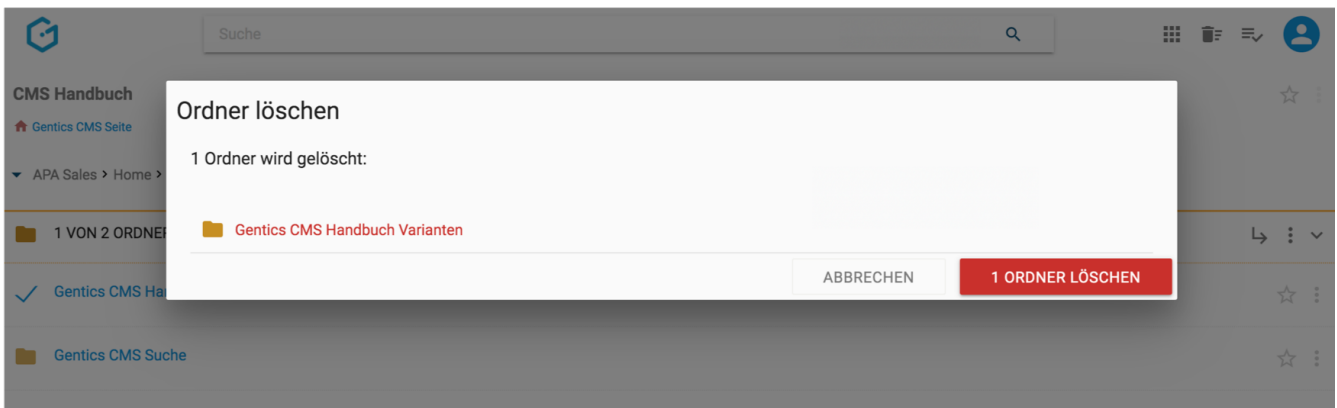 Suche
CMS Handbuch
Gentics CMS Seite
APA Sales > Home >
Ordner löschen
1 Ordner wird gelöscht:
Gentics CMS Handbuch Varianten
ABBRECHEN
1 ORDNER LÖSCHEN
1 VON 2 ORDNER
Gentics CMS Ha
Gentics CMS Suche